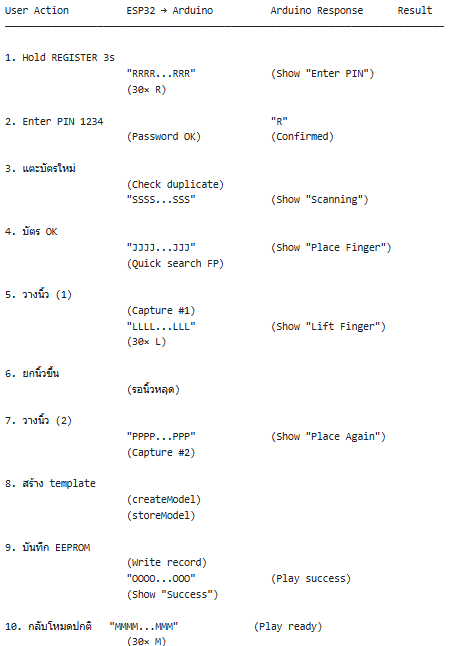 User Action ESP32 → Arduino Arduino Response Result
1. Hold REGISTER 3s
"RRRR...RRR" (Show "Enter PIN")
(30× R)
2. Enter PIN 1234 "R"
(Password OK) (Confirmed)
3. แตะบัตรใหม่
(Check duplicate)
"SSSS...SSS" (Show "Scanning")
4. บัตร OK
"JJJJ...JJJ" (Show "Place Finger")
(Quick search FP)
5. วางนิ้ว (1)
(Capture #1)
"LLLL...LLL" (Show "Lift Finger")
(30× L)
6. ยกนิ้วขึ้น
(รอนิ้วหลุด)
7. วางนิ้ว (2)
"PPPP...PPP" (Show "Place Again")
(Capture #2)
8. สร้าง template
(createModel)
(storeModel)
9. บันทึก EEPROM
(Write record)
"OOOO...OOO" (Play success)
(Show "Success")
10. กลับโหมดปกติ "MMMM...MMM" (Play ready)
(30× M)